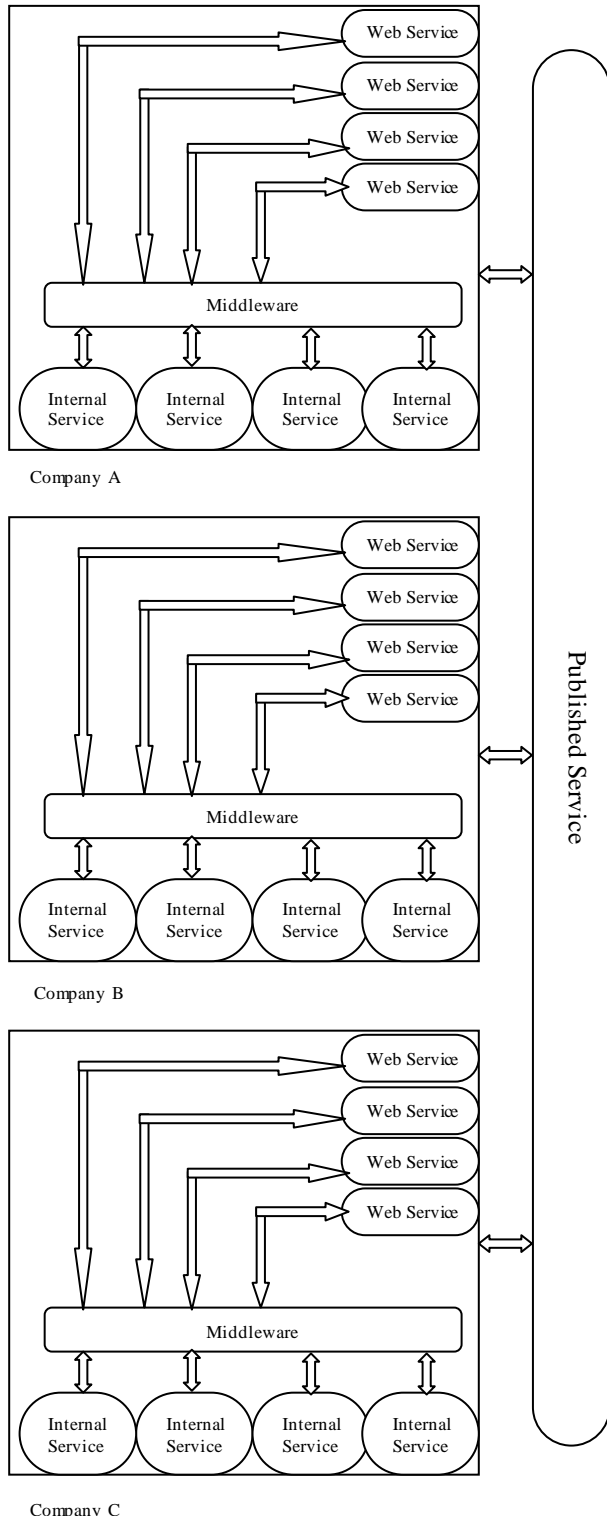 Web Service
Web Service
Web Service
Web Service
Middleware
Internal
Service
Internal
Service
Internal
Service
Internal
Service
Company A
Web Service
Web Service
Web Service
Web Service
Middleware
Internal
Service
Internal
Service
Internal
Service
Internal
Service
Company B
Web Service
Web Service
Web Service
Web Service
Middleware
Internal
Service
Internal
Service
Internal
Service
Internal
Service
Company C
Published Service